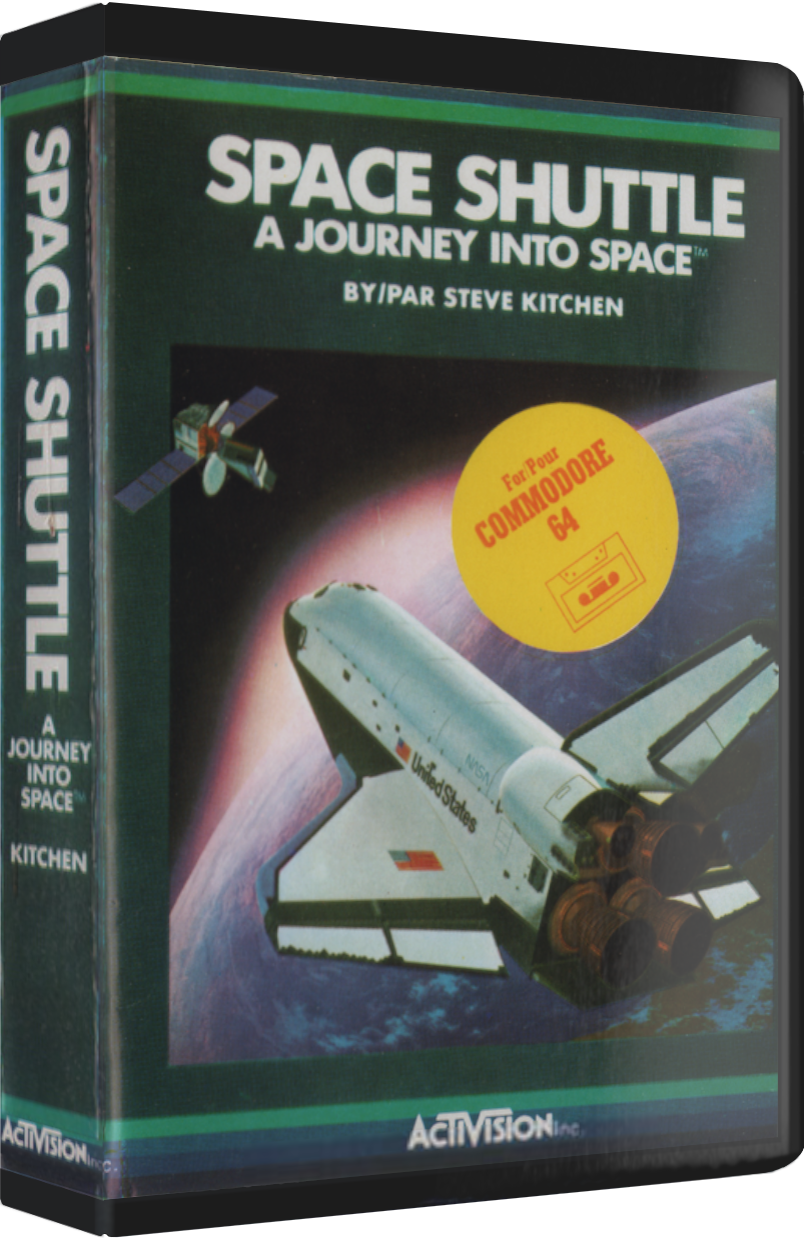 SPACE SHUTTLE
A JOURNEY INTO SPACE™
BY/PAR STEVE KITCHEN
For/Pour
COMMODORE
64
NASA
United States
ACTIVISION Inc.
SPACE SHUTTLE
A
JOURNEY
INTO
SPACE™
KITCHEN
ACTIVISION Inc.